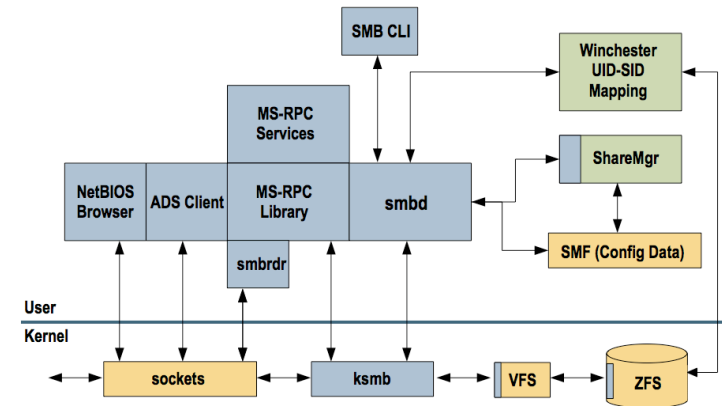 SMB CLI
Winchester
UID-SID
Mapping
MS-RPC
Services
ShareMgr
NetBIOS
Browser
ADS Client
MS-RPC
Library
smbd
SMF (Config Data)
smbrdr
User
Kernel
sockets
ksmb
VFS
ZFS